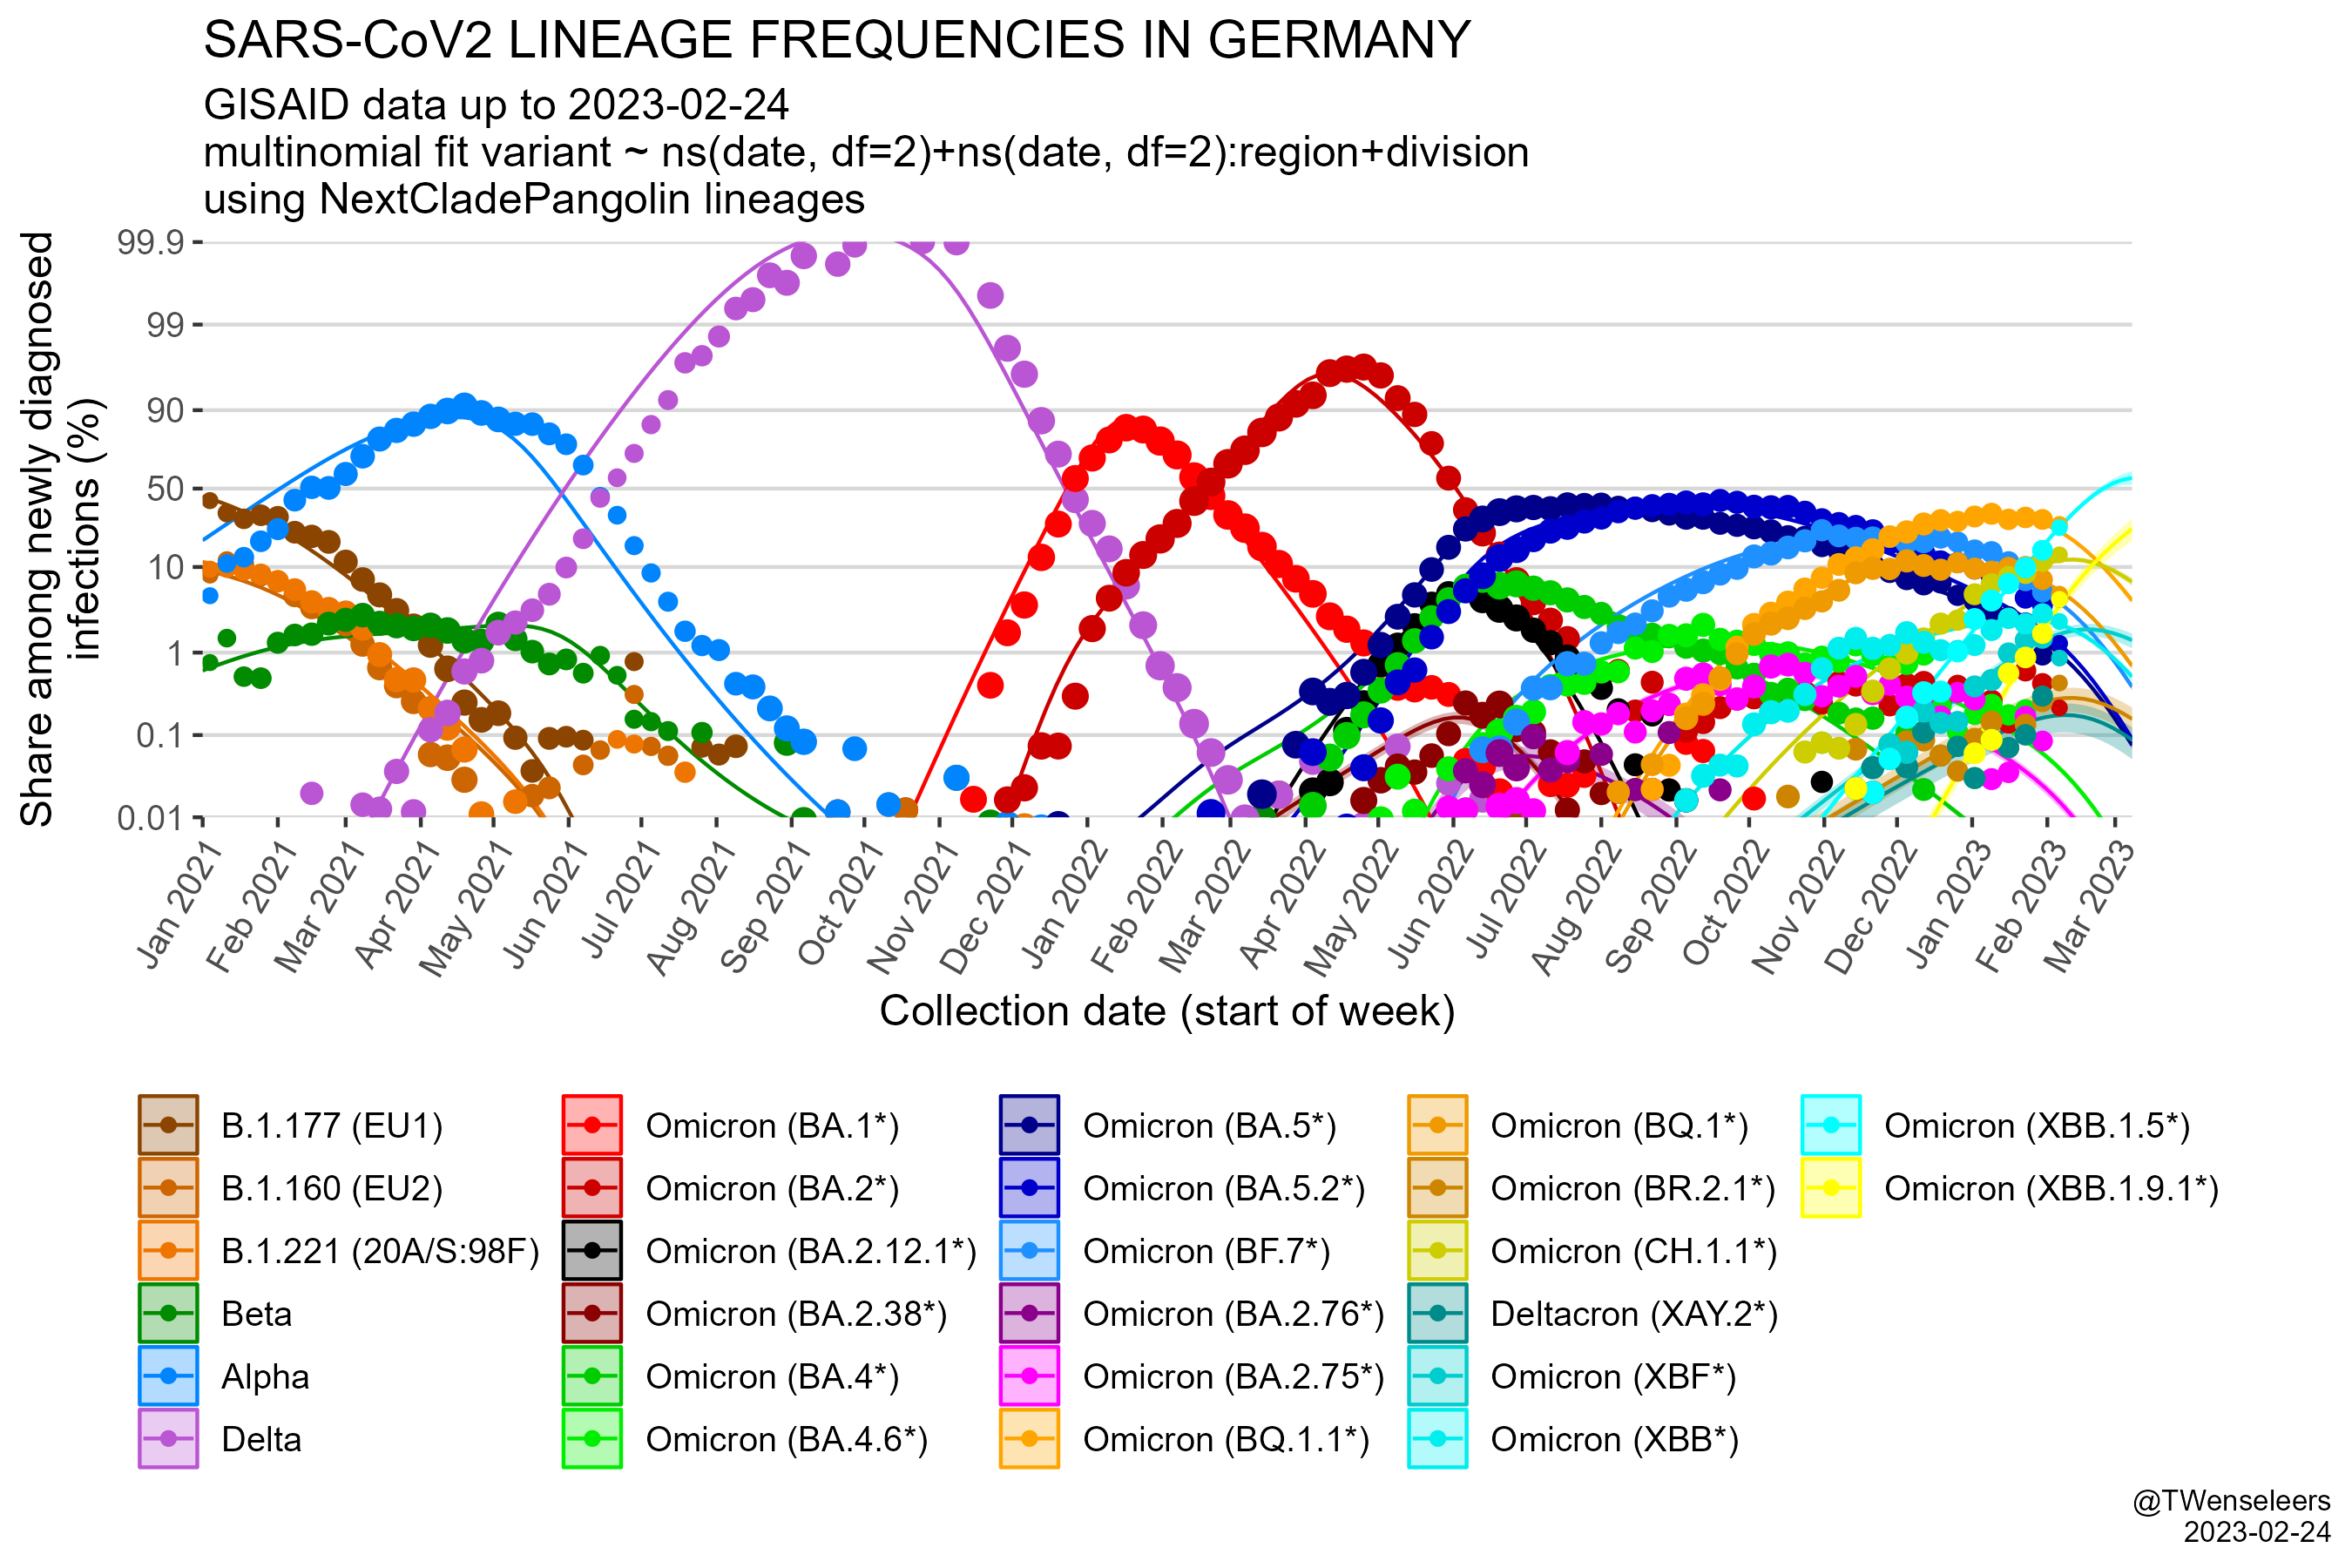 SARS-CoV2 LINEAGE FREQUENCIES IN GERMANY
GISAID data up to 2023-02-24
multinomial fit variant ~ ns(date, df=2)+ns(date, df=2):region+division
using NextCladePangolin lineages
Share among newly diagnosed
infections (%)
99.9
99
90
50
10
1
0.1
0.01
Jan 2021
Feb 2021
Mar 2021
Apr 2021
May 2021
Jun 2021
Jul 2021
Aug 2021
Sep 2021
Oct 2021
Nov 2021
Dec 2021
Jan 2022
Feb 2022
Mar 2022
Apr 2022
May 2022
Jun 2022
Jul 2022
Aug 2022
Sep 2022
Oct 2022
Nov 2022
Dec 2022
Jan 2023
Feb 2023
Mar 2023
Collection date (start of week)
B.1.177 (EU1)
B.1.160 (EU2)
B.1.221 (20A/S:98F)
Beta
Alpha
Delta
Omicron (BA.1*)
Omicron (BA.2*)
Omicron (BA.2.12.1*)
Omicron (BA.2.38*)
Omicron (BA.4*)
Omicron (BA.4.6*)
Omicron (BA.5*)
Omicron (BA.5.2*)
Omicron (BF.7*)
Omicron (BA.2.76*)
Omicron (BA.2.75*)
Omicron (BQ.1.1*)
Omicron (BQ.1*)
Omicron (BR.2.1*)
Omicron (CH.1.1*)
Deltacron (XAY.2*)
Omicron (XBF*)
Omicron (XBB*)
Omicron (XBB.1.5*)
Omicron (XBB.1.9.1*)
@TWenseleers
2023-02-24